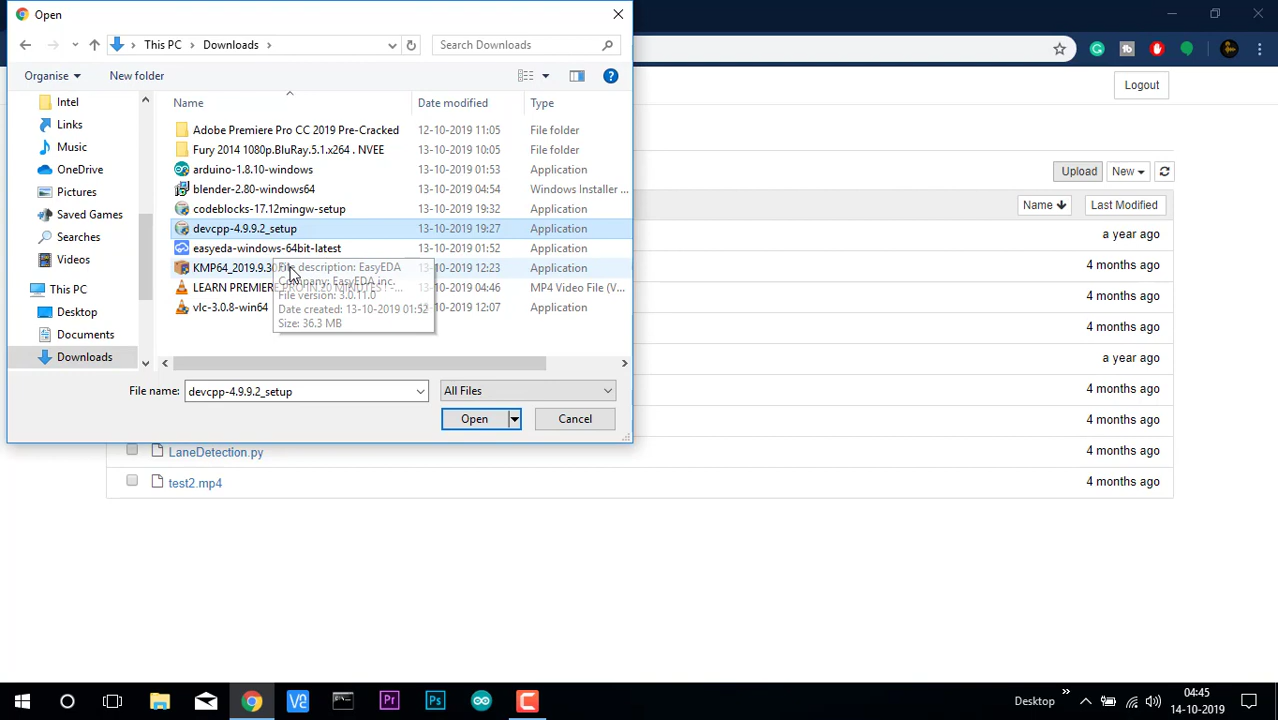 Open
This PC > Downloads >
Search Downloads
Organise
New folder
Logout
Intel
Links
Music
OneDrive
Pictures
Saved Games
Searches
Videos
This PC
Desktop
Documents
Downloads
Name
Date modified
Type
Adobe Premiere Pro CC 2019 Pre-Cracked 12-10-2019 11:05 File folder
Fury 2014 1080p.BluRay.5.1.x264 . NVEE 13-10-2019 10:05 File folder
arduino-1.8.10-windows 13-10-2019 01:53 Application
blender-2.80-windows64 13-10-2019 04:54 Windows Installer ...
codeblocks-17.12mingw-setup 13-10-2019 19:32 Application
devcpp-4.9.9.2_setup 13-10-2019 19:27 Application
easyeda-windows-64bit-latest 13-10-2019 01:52 Application
KMP64_2019.9.30 13-10-2019 12:23 Application
LEARN PREMIERE PRO IN 20 MINUTES! -... 13-10-2019 04:46 MP4 Video File (V...
vlc-3.0.8-win64 13-10-2019 12:07 Application
File description: EasyEDA
Company: EasyEDA inc.
File version: 3.0.11.0
Date created: 13-10-2019 01:52
Size: 36.3 MB
File name: devcpp-4.9.9.2_setup All Files
Open Cancel
Upload New
Name Last Modified
a year ago
4 months ago
4 months ago
4 months ago
a year ago
4 months ago
4 months ago
LaneDetection.py 4 months ago
test2.mp4 4 months ago
Desktop
04:45
14-10-2019